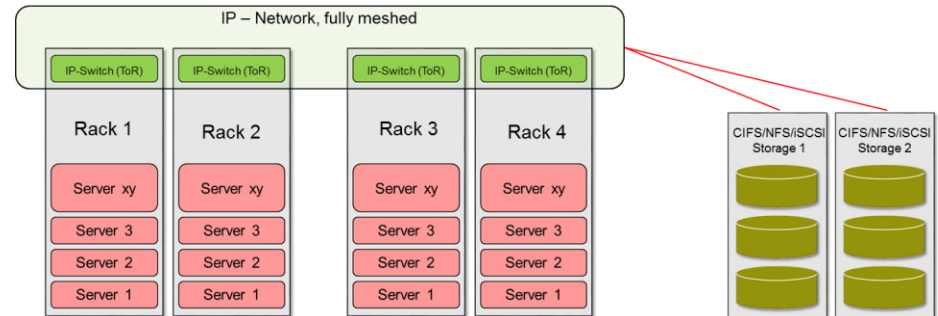 IP – Network, fully meshed
IP-Switch (ToR)
IP-Switch (ToR)
IP-Switch (ToR)
IP-Switch (ToR)
Rack 1
Rack 2
Rack 3
Rack 4
CIFS/NFS/iSCSI
Storage 1
CIFS/NFS/iSCSI
Storage 2
Server xy
Server xy
Server xy
Server xy
Server 3
Server 3
Server 3
Server 3
Server 2
Server 2
Server 2
Server 2
Server 1
Server 1
Server 1
Server 1